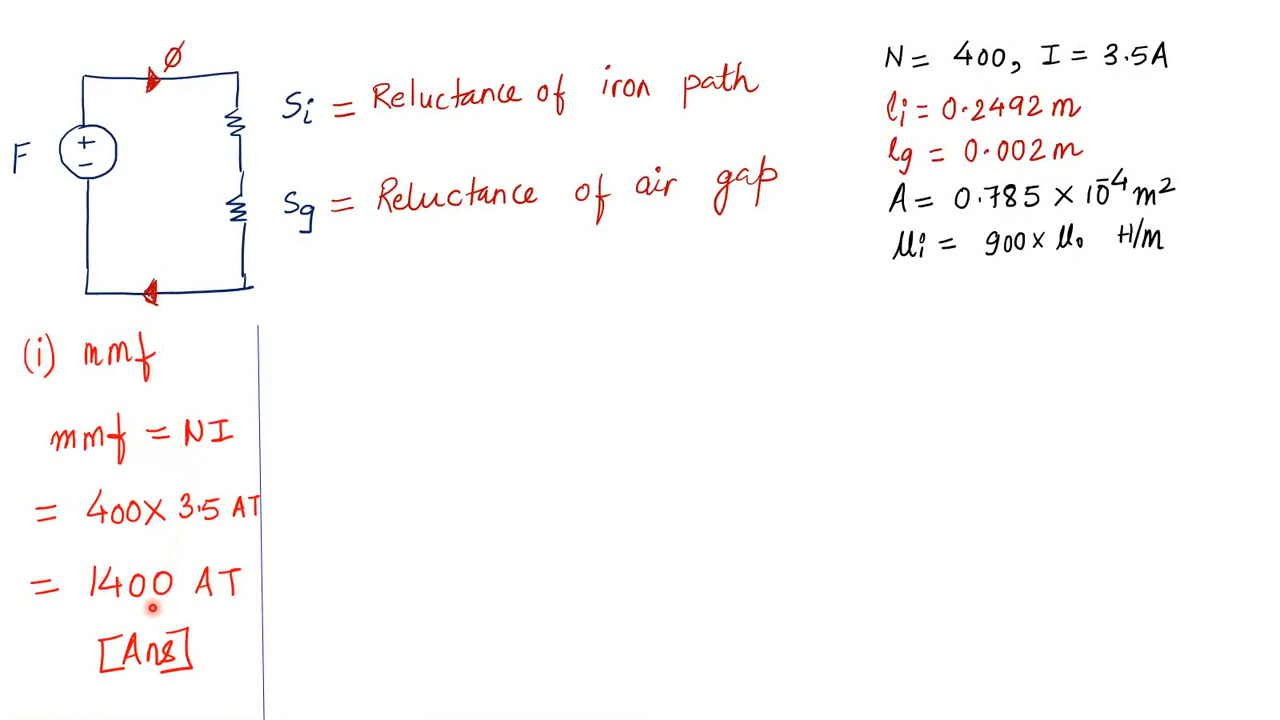 ϕ
F
+
−
Si = Reluctance of iron path
Sg = Reluctance of air gap
N = 400, I = 3.5A
li = 0.2492 m
lg = 0.002 m
A = 0.785 × 10⁻⁴ m²
μi = 900 × μ₀ H/m
(i) mmf
mmf = NI
= 400 × 3.5 AT
= 1400 AT
[Ans]